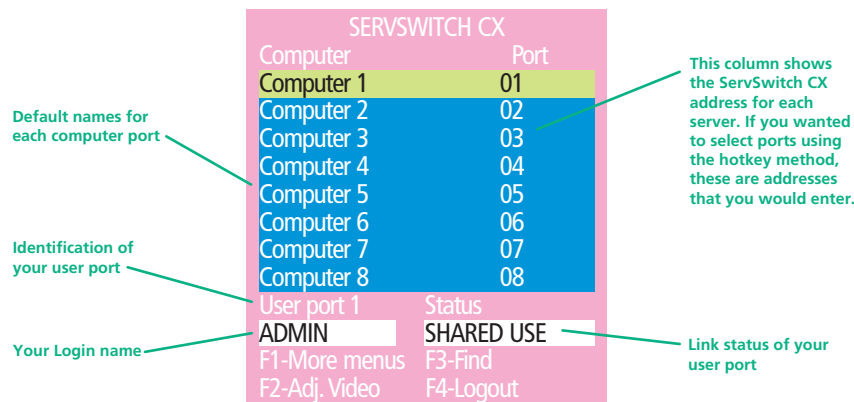 SERVSWITCH CX
Computer Port
Computer 1 01
Computer 2 02
Computer 3 03
Computer 4 04
Computer 5 05
Computer 6 06
Computer 7 07
Computer 8 08
User port 1 Status
ADMIN SHARED USE
F1-More menus F3-Find
F2-Adj. Video F4-Logout
Default names for
each computer port
Identification of
your user port
Your Login name
This column shows
the ServSwitch CX
address for each
server. If you wanted
to select ports using
the hotkey method,
these are addresses
that you would enter.
Link status of your
user port